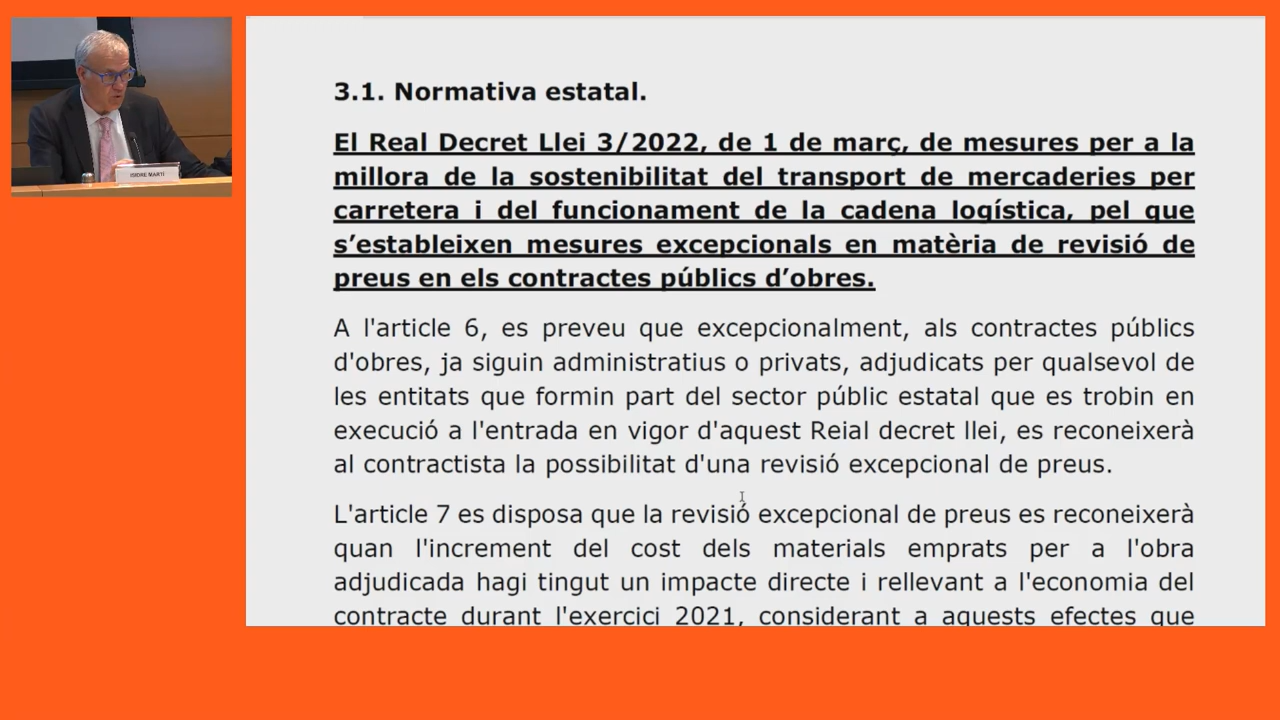 ISIDRE MARTÍ
3.1. Normativa estatal.
El Real Decret Llei 3/2022, de 1 de març, de mesures per a la
millora de la sostenibilitat del transport de mercaderies per
carretera i del funcionament de la cadena logística, pel que
s’estableixen mesures excepcionals en matèria de revisió de
preus en els contractes públics d’obres.
A l'article 6, es preveu que excepcionalment, als contractes públics
d'obres, ja siguin administratius o privats, adjudicats per qualsevol de
les entitats que formin part del sector públic estatal que es trobin en
execució a l'entrada en vigor d'aquest Reial decret llei, es reconeixerà
al contractista la possibilitat d'una revisió excepcional de preus.
L'article 7 es disposa que la revisió excepcional de preus es reconeixerà
quan l'increment del cost dels materials emprats per a l'obra
adjudicada hagi tingut un impacte directe i rellevant a l'economia del
contracte durant l'exercici 2021, considerant a aquests efectes que